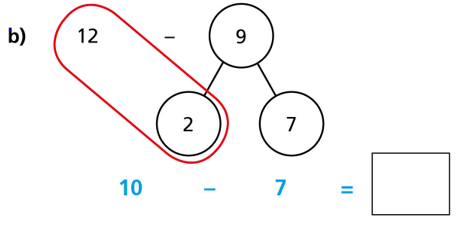 b) 12 – 9
2 7
10 – 7 =